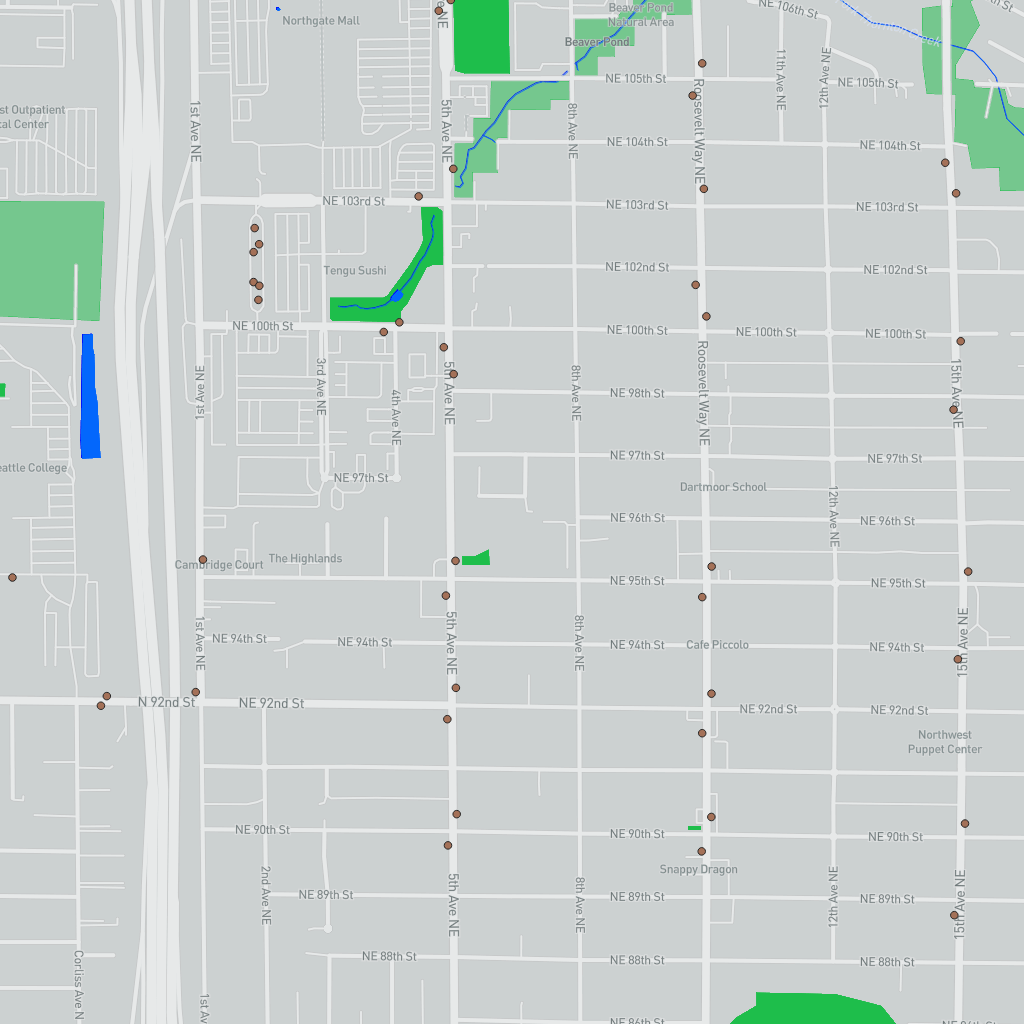 NE 106th St
Beaver Pond
Natural Area
Northgate Mall
Beaver Pond
NE 105th St
NE 105th St
11th Ave NE
12th Ave NE
st Outpatient
tal Center
1st Ave NE
5th Ave NE
8th Ave NE
Roosevelt Way NE
NE 104th St
NE 104th St
NE 103rd St
NE 103rd St
NE 103rd St
Tengu Sushi
NE 102nd St
NE 102nd St
NE 100th St
NE 100th St
NE 100th St
NE 100th St
1st Ave NE
3rd Ave NE
4th Ave NE
5th Ave NE
8th Ave NE
Roosevelt Way NE
15th Ave NE
NE 98th St
NE 98th St
NE 97th St
NE 97th St
eattle College
NE 97th St
Dartmoor School
12th Ave NE
NE 96th St
NE 96th St
The Highlands
Cambridge Court
NE 95th St
NE 95th St
1st Ave NE
5th Ave NE
8th Ave NE
15th Ave NE
NE 94th St
NE 94th St
NE 94th St
Cafe Piccolo
NE 94th St
N 92nd St
NE 92nd St
NE 92nd St
NE 92nd St
Northwest
Puppet Center
NE 90th St
NE 90th St
NE 90th St
Snappy Dragon
2nd Ave NE
5th Ave NE
8th Ave NE
12th Ave NE
15th Ave NE
NE 89th St
NE 89th St
NE 89th St
Corliss Ave N
NE 88th St
NE 88th St
NE 88th St
1st Av
NE 86th St